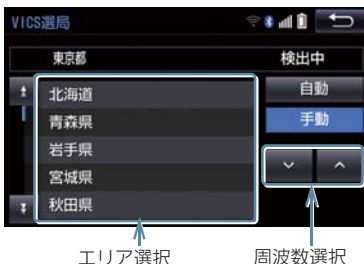 VICS選局
東京都 検出中
北海道 自動
青森県 手動
岩手県
宮城県
秋田県
エリア選択 周波数選択